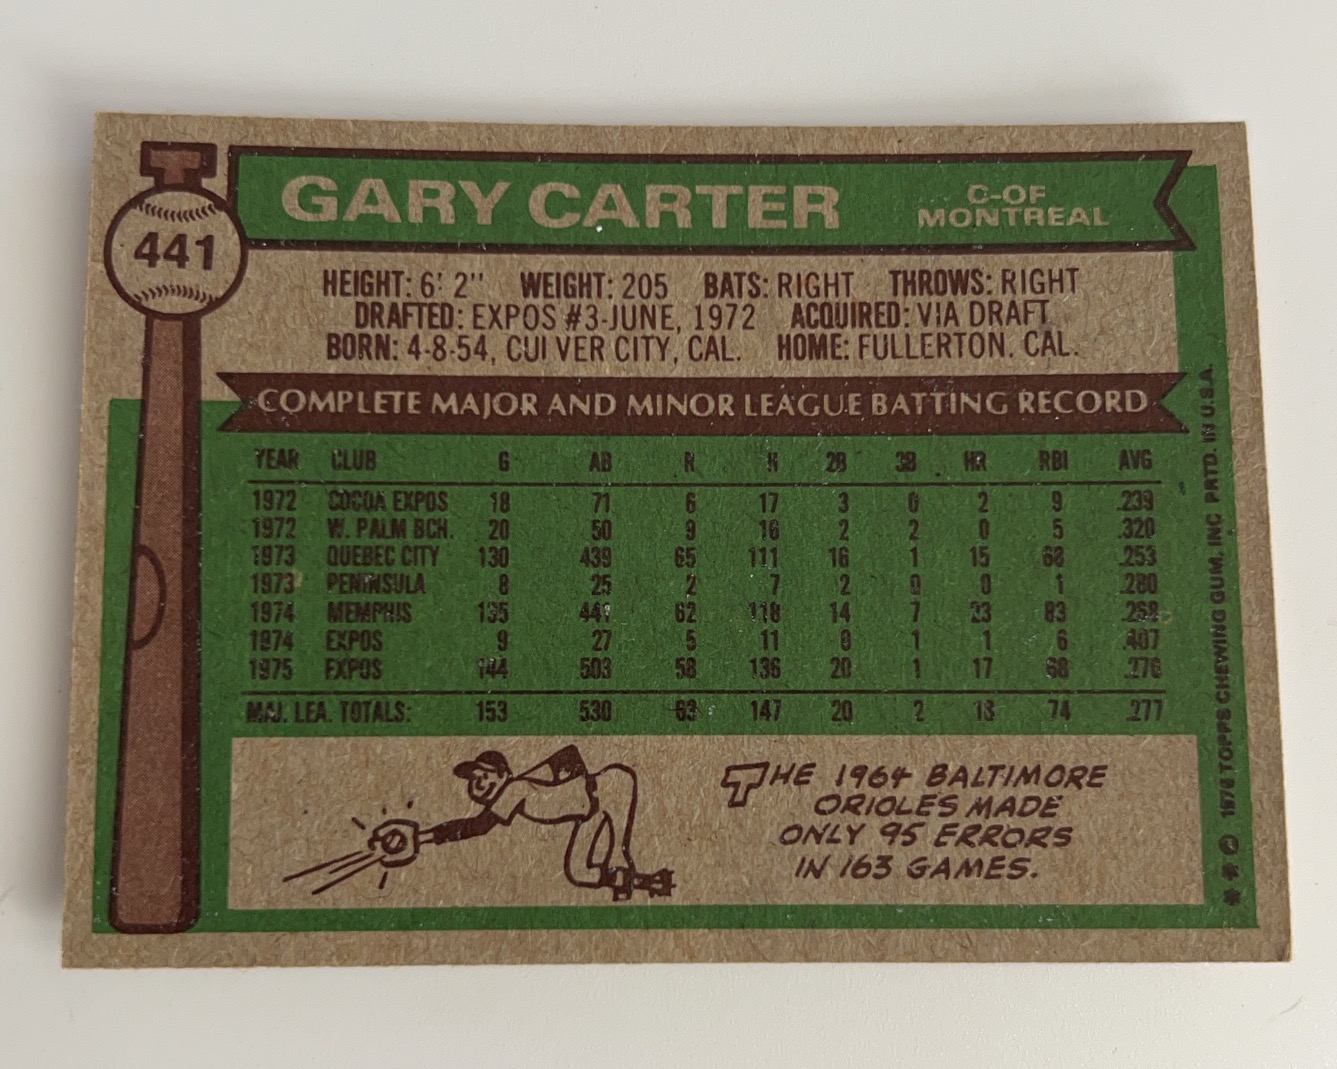 441
GARY CARTER
C-OF
MONTREAL
HEIGHT: 6' 2" WEIGHT: 205 BATS: RIGHT THROWS: RIGHT
DRAFTED: EXPOS #3-JUNE, 1972 ACQUIRED: VIA DRAFT
BORN: 4-8-54, CULVER CITY, CAL. HOME: FULLERTON, CAL.
COMPLETE MAJOR AND MINOR LEAGUE BATTING RECORD
YEAR CLUB G AB R H 2B 3B HR RBI AVG
1972 COCOA EXPOS 18 71 6 17 3 0 2 9 .239
1972 W. PALM BCH. 20 50 9 16 2 2 0 5 .320
1973 QUEBEC CITY 130 439 65 111 16 1 15 68 .253
1973 PENINSULA 8 25 2 7 2 0 0 1 .280
1974 MEMPHIS 135 441 62 118 14 7 23 83 .268
1974 EXPOS 9 27 5 11 0 1 1 6 .407
1975 EXPOS 144 503 58 136 20 1 17 68 .270
MAJ. LEA. TOTALS: 153 530 63 147 20 2 18 74 .277
THE 1964 BALTIMORE
ORIOLES MADE
ONLY 95 ERRORS
IN 163 GAMES.
* * © 1976 TOPPS CHEWING GUM, INC. PRTD. IN U.S.A.